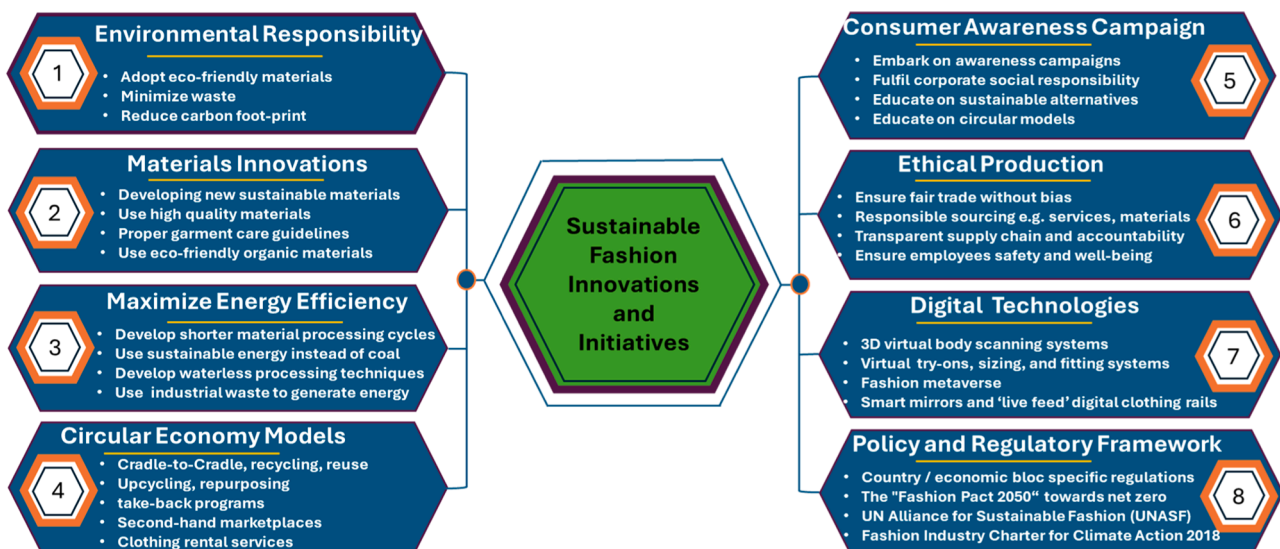 Environmental Responsibility
1
• Adopt eco-friendly materials
• Minimize waste
• Reduce carbon foot-print
Materials Innovations
2
• Developing new sustainable materials
• Use high quality materials
• Proper garment care guidelines
• Use eco-friendly organic materials
Maximize Energy Efficiency
3
• Develop shorter material processing cycles
• Use sustainable energy instead of coal
• Develop waterless processing techniques
• Use industrial waste to generate energy
Circular Economy Models
4
• Cradle-to-Cradle, recycling, reuse
• Upcycling, repurposing
• take-back programs
• Second-hand marketplaces
• Clothing rental services
Sustainable
Fashion
Innovations
and
Initiatives
Consumer Awareness Campaign
5
• Embark on awareness campaigns
• Fulfil corporate social responsibility
• Educate on sustainable alternatives
• Educate on circular models
Ethical Production
6
• Ensure fair trade without bias
• Responsible sourcing e.g. services, materials
• Transparent supply chain and accountability
• Ensure employees safety and well-being
Digital Technologies
7
• 3D virtual body scanning systems
• Virtual try-ons, sizing, and fitting systems
• Fashion metaverse
• Smart mirrors and ‘live feed’ digital clothing rails
Policy and Regulatory Framework
8
• Country / economic bloc specific regulations
• The "Fashion Pact 2050“ towards net zero
• UN Alliance for Sustainable Fashion (UNASF)
• Fashion Industry Charter for Climate Action 2018